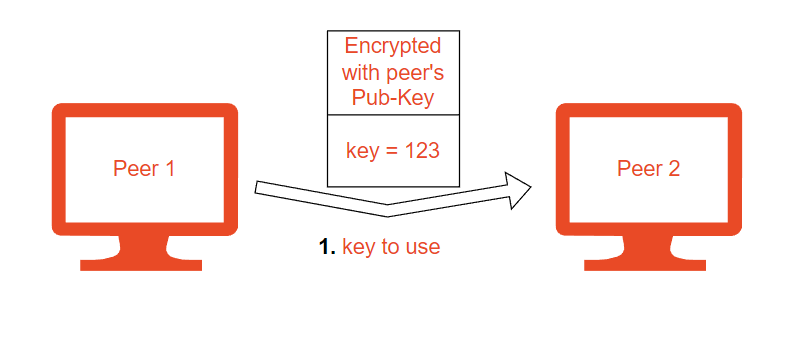 Encrypted
with peer's
Pub-Key
key = 123
Peer 1
Peer 2
1. key to use